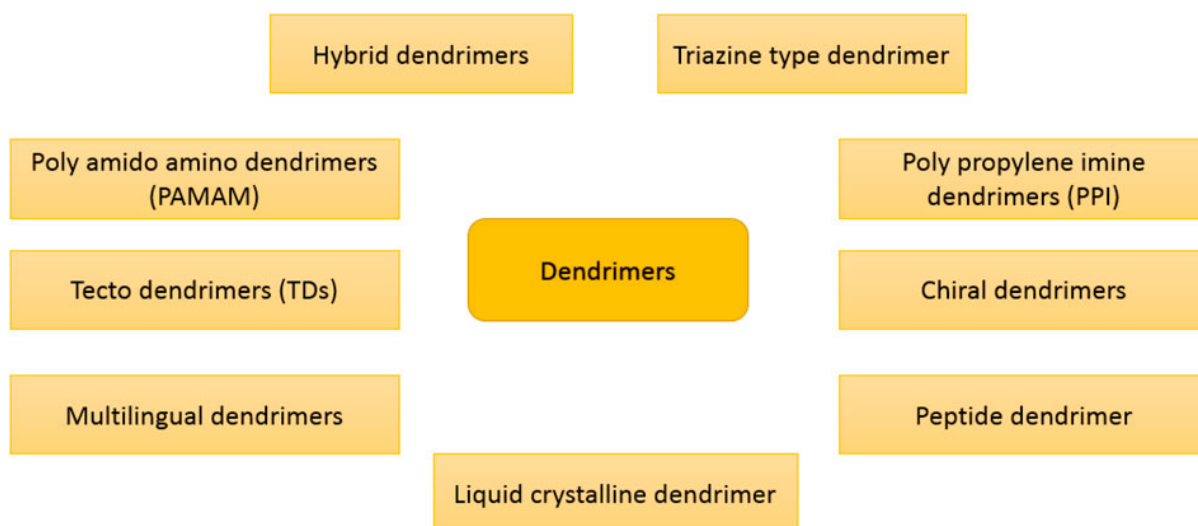 Hybrid dendrimers
Triazine type dendrimer
Poly amido amino dendrimers
(PAMAM)
Poly propylene imine
dendrimers (PPI)
Tecto dendrimers (TDs)
Dendrimers
Chiral dendrimers
Multilingual dendrimers
Peptide dendrimer
Liquid crystalline dendrimer